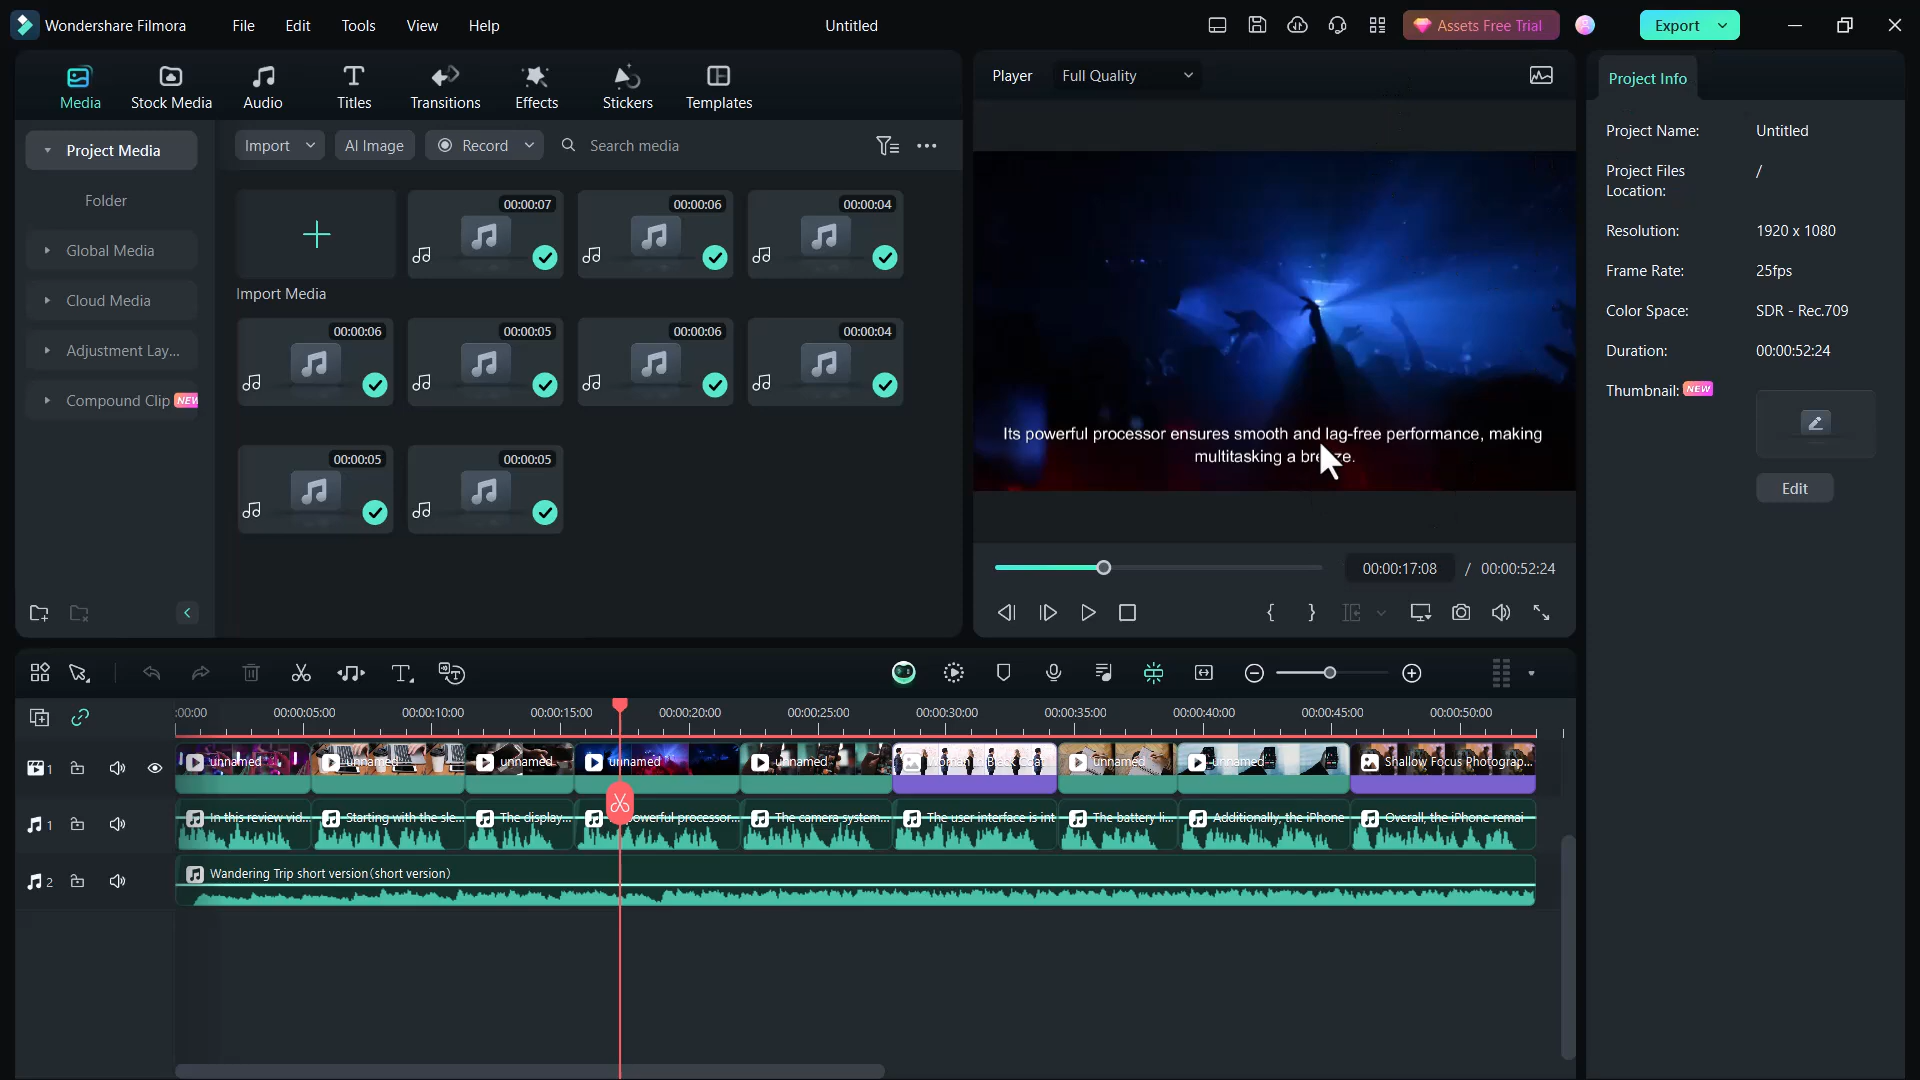 Wondershare Filmora File Edit Tools View Help Untitled Assets Free Trial Export
Media Stock Media Audio Titles Transitions Effects Stickers Templates
Player Full Quality
Project Info
Project Media
Import AI Image Record Search media
Folder
Global Media
Cloud Media
Adjustment Lay...
Compound Clip NEW
00:00:07 00:00:06 00:00:04
Import Media
00:00:06 00:00:05 00:00:06 00:00:04
00:00:05 00:00:05
Its powerful processor ensures smooth and lag-free performance, making
multitasking a
00:00:17:08 / 00:00:52:24
Project Name: Untitled
Project Files
Location: /
Resolution: 1920 x 1080
Frame Rate: 25fps
Color Space: SDR - Rec.709
Duration: 00:00:52:24
Thumbnail: NEW
Edit
:00:00 00:00:05:00 00:00:10:00 00:00:15:00 00:00:20:00 00:00:25:00 00:00:30:00 00:00:35:00 00:00:40:00 00:00:45:00 00:00:50:00
1 unnamed unnamed unnamed unnamed unnamed unnamed unnamed Shallow Focus Photograp...
1 In this review vid... Starting with the sle... The display... powerful processor... The camera system... The user interface is int The battery li... Additionally, the iPhone Overall, the iPhone remai
2 Wandering Trip short version(short version)